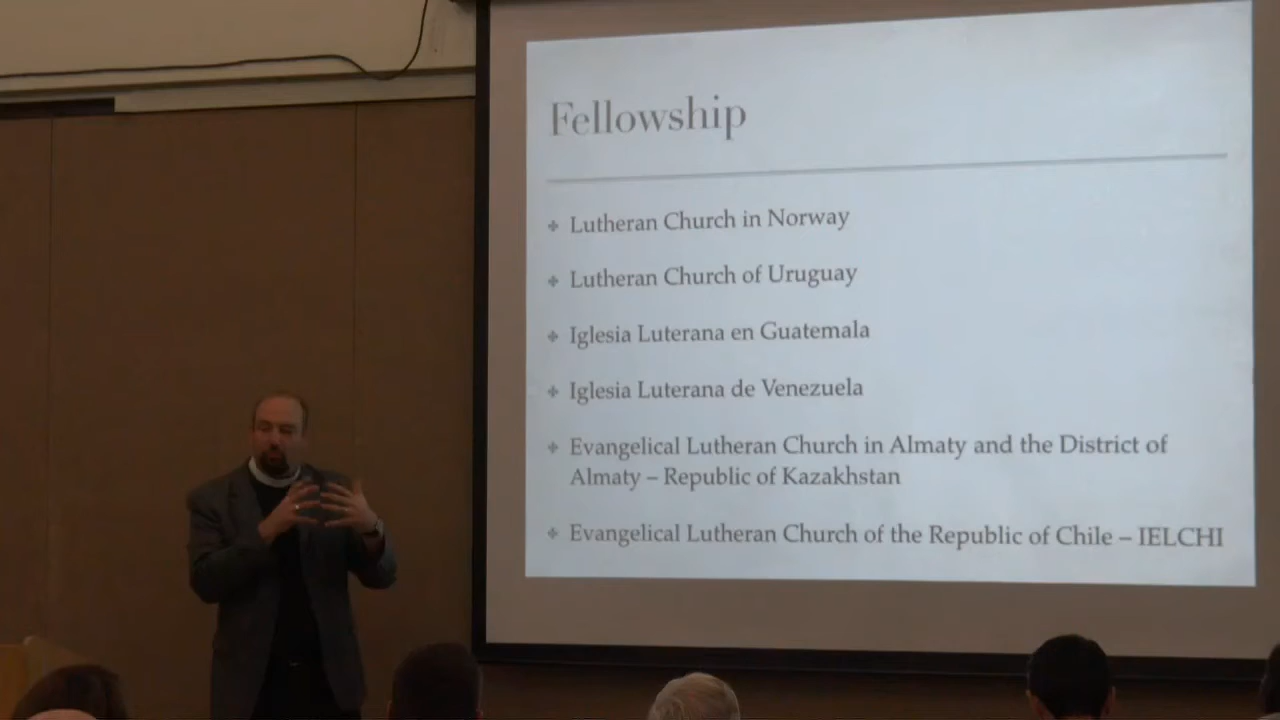 Fellowship
Lutheran Church in Norway
Lutheran Church of Uruguay
Iglesia Luterana en Guatemala
Iglesia Luterana de Venezuela
Evangelical Lutheran Church in Almaty and the District of
Almaty – Republic of Kazakhstan
Evangelical Lutheran Church of the Republic of Chile – IELCHI